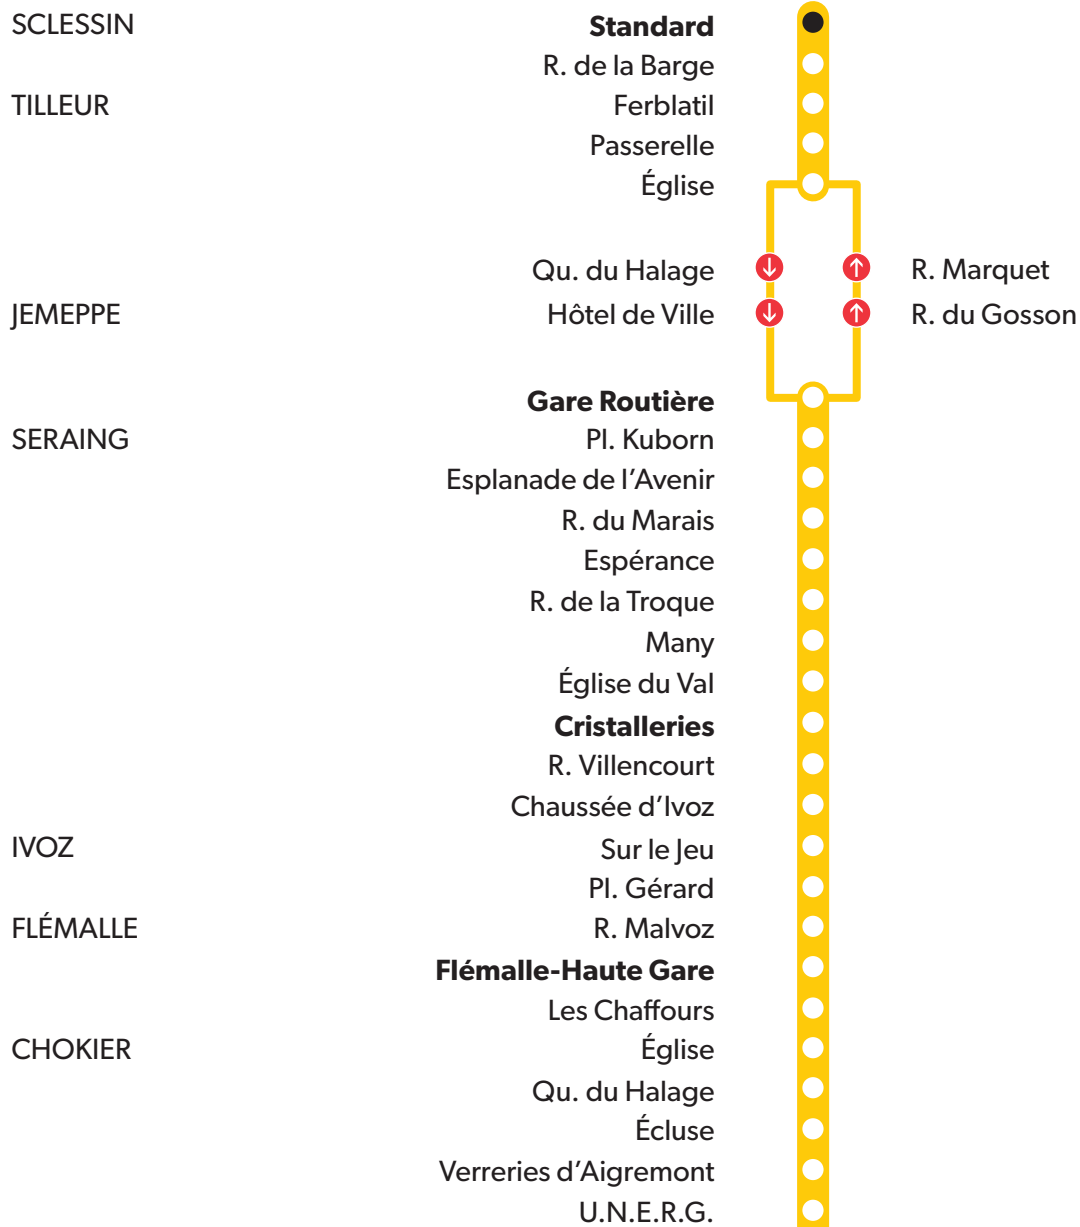 SCLESSIN Standard
R. de la Barge
TILLEUR Ferblatil
Passerelle
Église
Qu. du Halage R. Marquet
JEMEPPE Hôtel de Ville R. du Gosson
Gare Routière
SERAING Pl. Kuborn
Esplanade de l’Avenir
R. du Marais
Espérance
R. de la Troque
Many
Église du Val
Cristalleries
R. Villencourt
Chaussée d’Ivoz
IVOZ Sur le Jeu
Pl. Gérard
FLÉMALLE R. Malvoz
Flémalle-Haute Gare
Les Chaffours
CHOKIER Église
Qu. du Halage
Écluse
Verreries d’Aigremont
U.N.E.R.G.